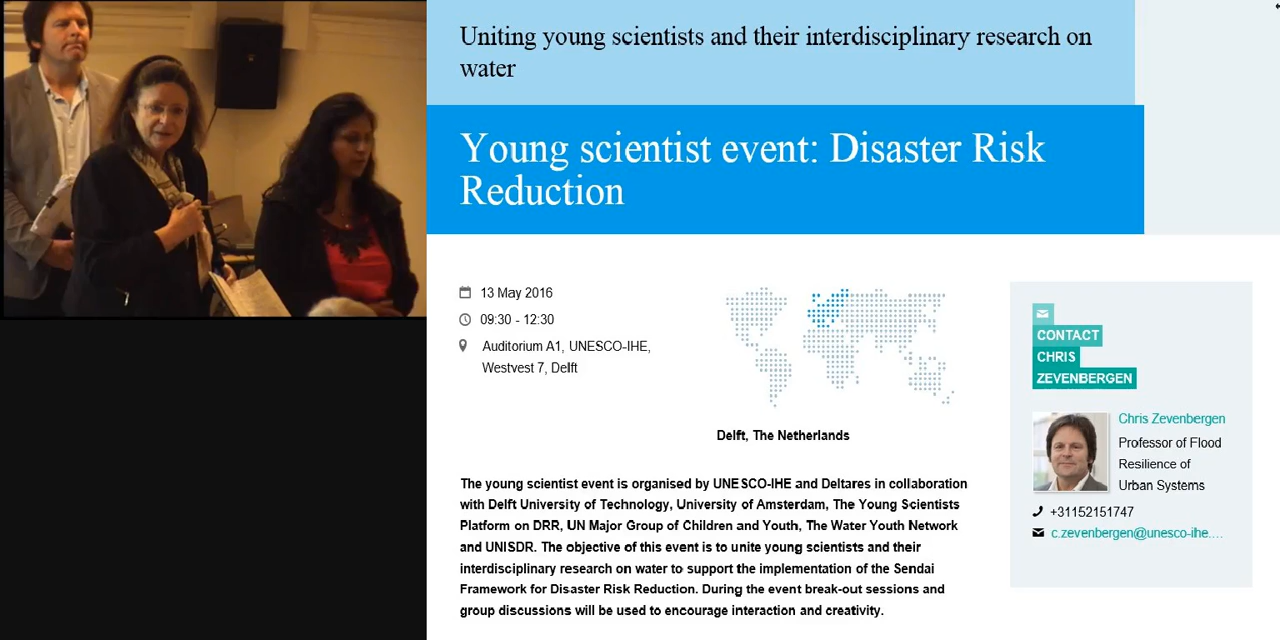 Uniting young scientists and their interdisciplinary research on
water
Young scientist event: Disaster Risk
Reduction
13 May 2016
09:30 - 12:30
Auditorium A1, UNESCO-IHE,
Westvest 7, Delft
Delft, The Netherlands
The young scientist event is organised by UNESCO-IHE and Deltares in collaboration
with Delft University of Technology, University of Amsterdam, The Young Scientists
Platform on DRR, UN Major Group of Children and Youth, The Water Youth Network
and UNISDR. The objective of this event is to unite young scientists and their
interdisciplinary research on water to support the implementation of the Sendai
Framework for Disaster Risk Reduction. During the event break-out sessions and
group discussions will be used to encourage interaction and creativity.
CONTACT
CHRIS
ZEVENBERGEN
Chris Zevenbergen
Professor of Flood
Resilience of
Urban Systems
+31152151747
c.zevenbergen@unesco-ihe....